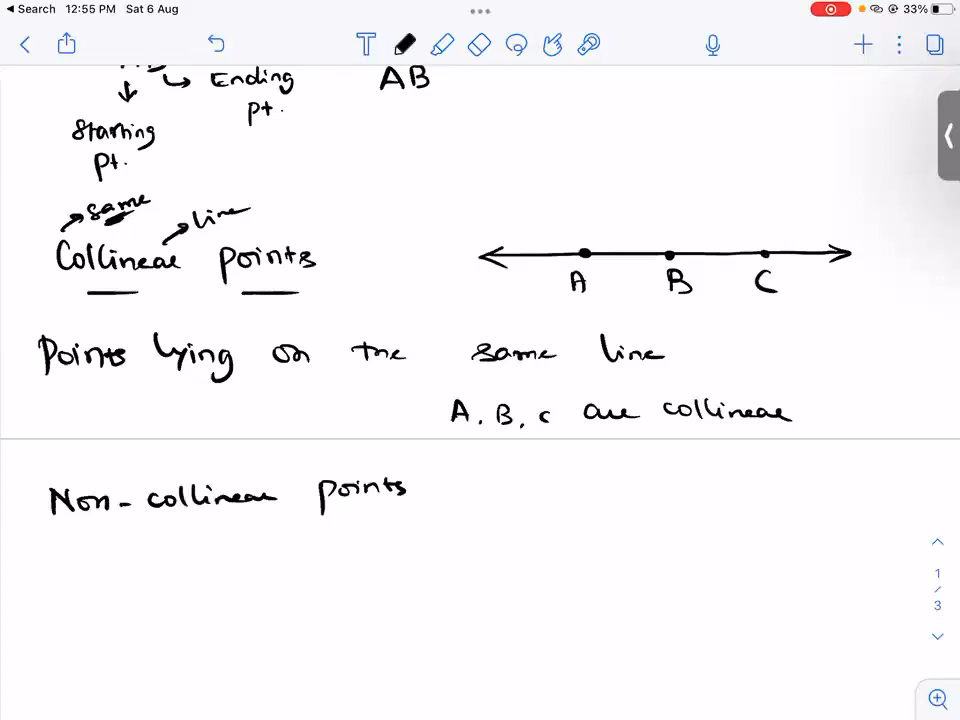 Search 12:55 PM Sat 6 Aug 33%
T
Ending AB
pt.
Starting
pt.
same
line
Collinear points
A B C
Points lying on the same line
A, B, C are collinear
Non-collinear points
1
/
3